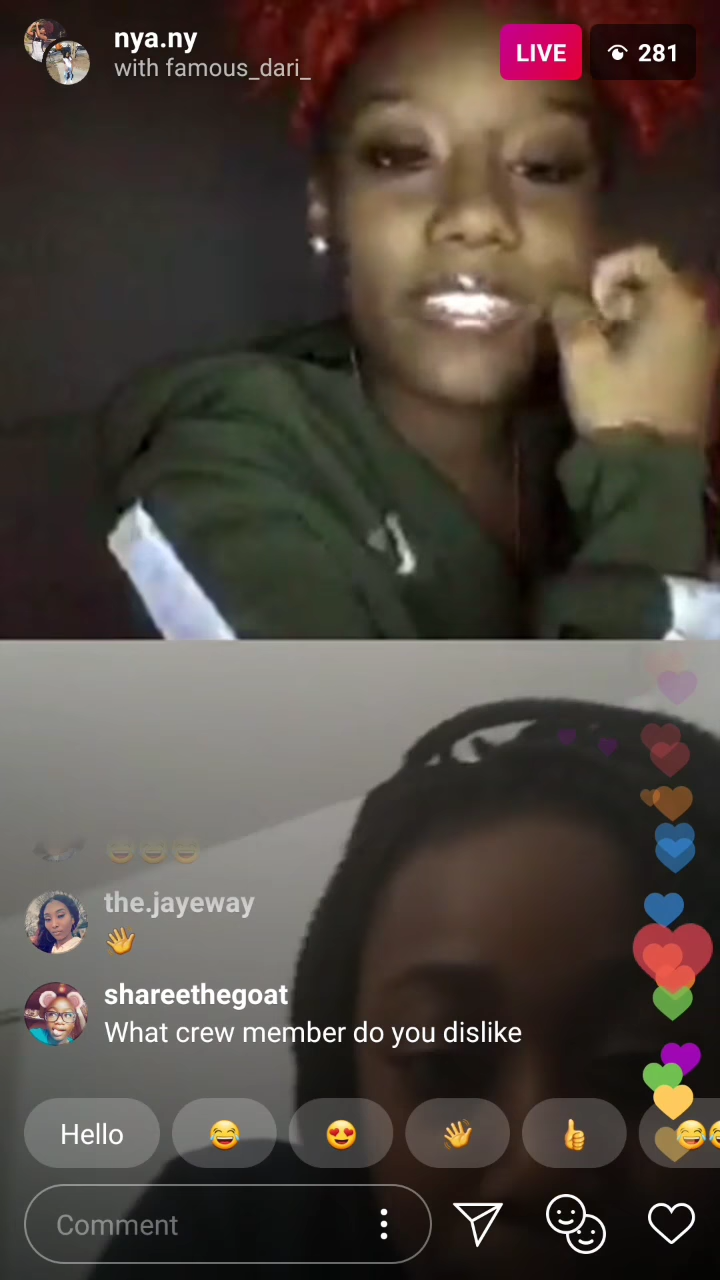 nya.ny
with famous_dari_
LIVE
281
😂😂😂
the.jayeway
👋
shareethegoat
What crew member do you dislike
Hello 😂 😍 👋 👍 😂😂
Comment